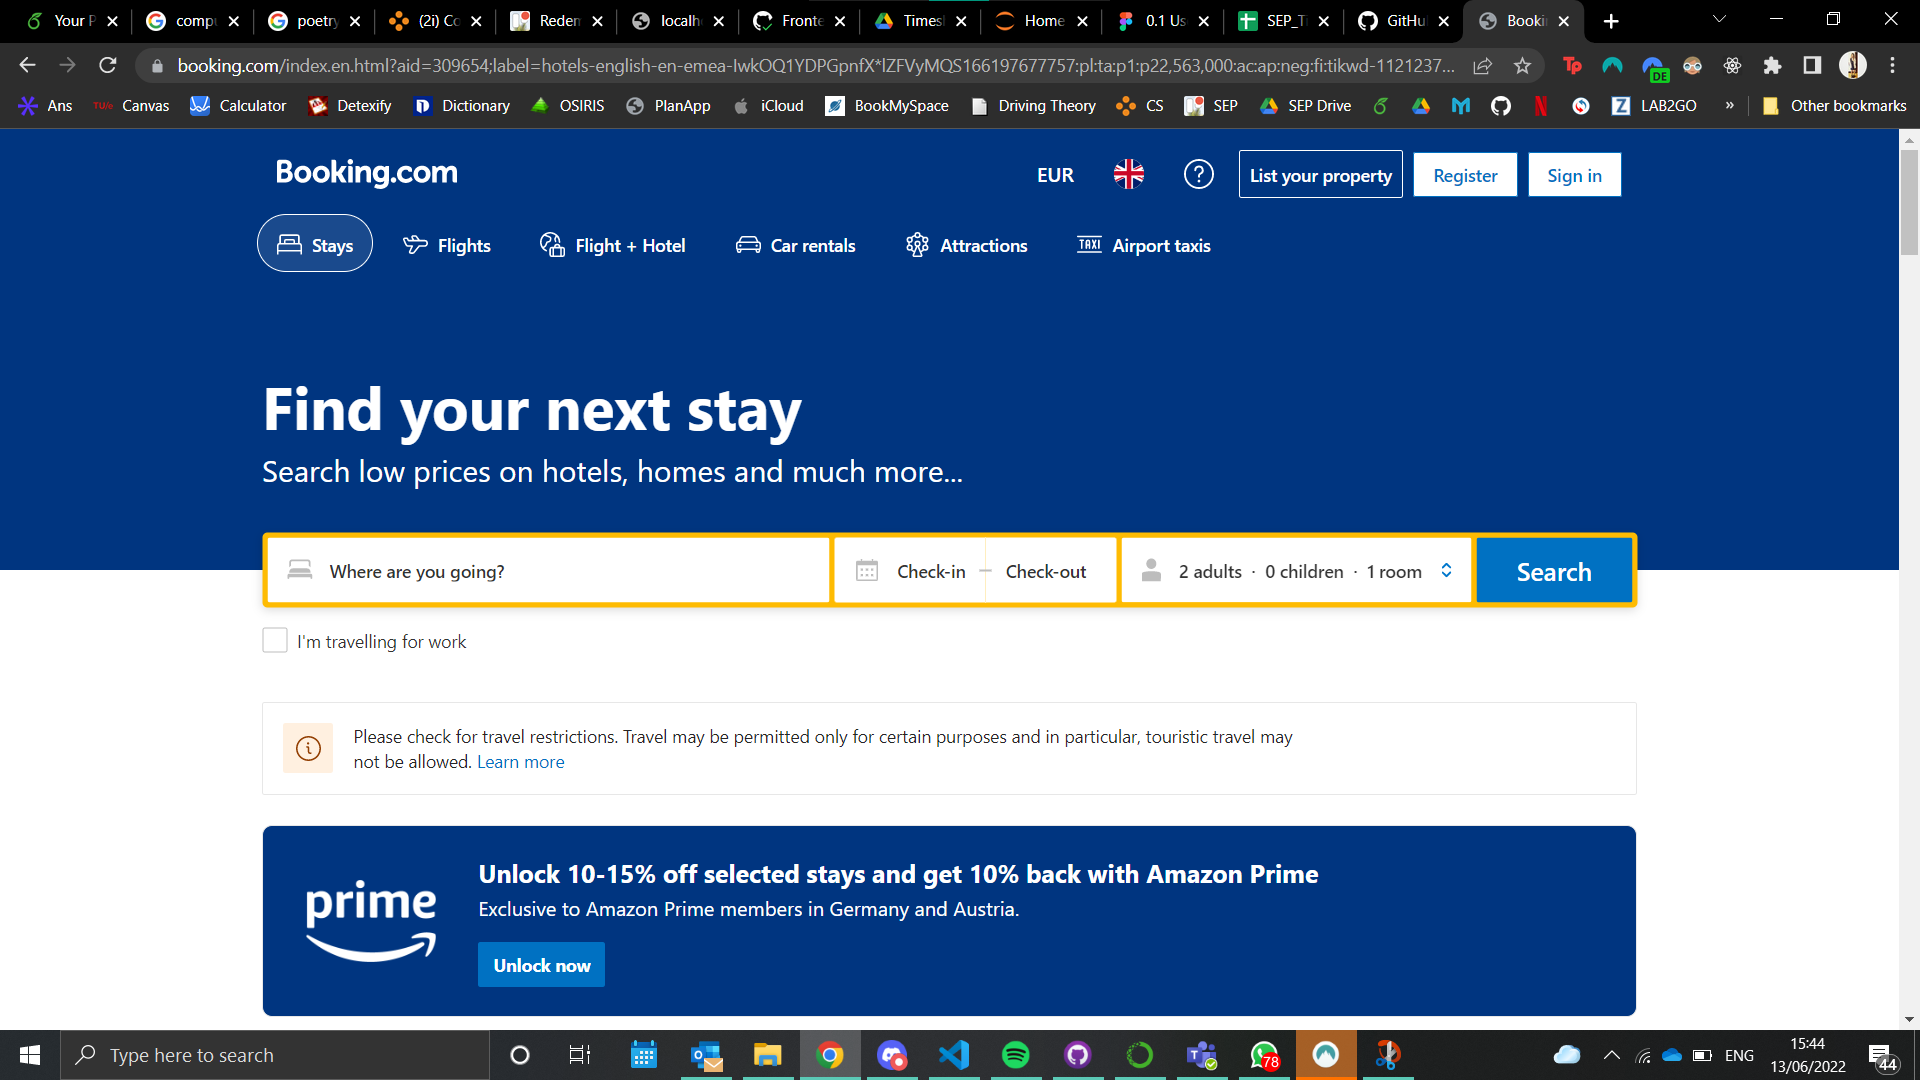 Your P
compu
poetry
(2i) Co
Redem
localh
Fronte
Timesh
Home
0.1 Us
SEP_Ti
GitHu
Booki
booking.com/index.en.html?aid=309654;label=hotels-english-en-emea-IwkOQ1YDPGpnfX*lZFVyMQS166197677757:pl:ta:p1:p22,563,000:ac:ap:neg:fi:tikwd-1121237...
Tp
DE
Ans
TU/e Canvas
Calculator
Detexify
D Dictionary
OSIRIS
PlanApp
iCloud
BookMySpace
Driving Theory
CS
SEP
SEP Drive
Z LAB2GO
»
Other bookmarks
Booking.com
EUR
?
List your property
Register
Sign in
Stays
Flights
Flight + Hotel
Car rentals
Attractions
TAXI Airport taxis
Find your next stay
Search low prices on hotels, homes and much more...
Where are you going?
Check-in — Check-out
2 adults · 0 children · 1 room
Search
I'm travelling for work
Please check for travel restrictions. Travel may be permitted only for certain purposes and in particular, touristic travel may
not be allowed. Learn more
prime
Unlock 10-15% off selected stays and get 10% back with Amazon Prime
Exclusive to Amazon Prime members in Germany and Austria.
Unlock now
Type here to search
78
ENG
15:44
13/06/2022
44